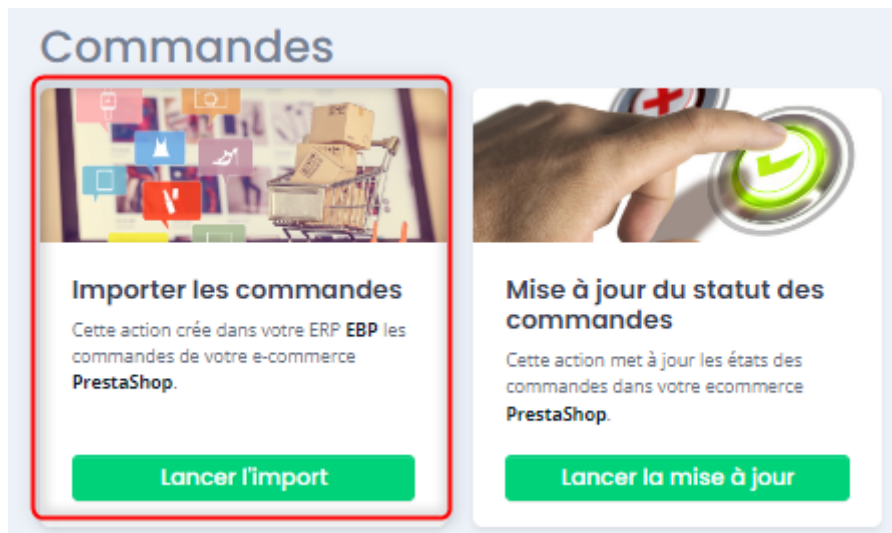 Commandes
Importer les commandes
Cette action crée dans votre ERP EBP les
commandes de votre e-commerce
PrestaShop.
Lancer l'import
Mise à jour du statut des
commandes
Cette action met à jour les états des
commandes dans votre ecommerce
PrestaShop.
Lancer la mise à jour